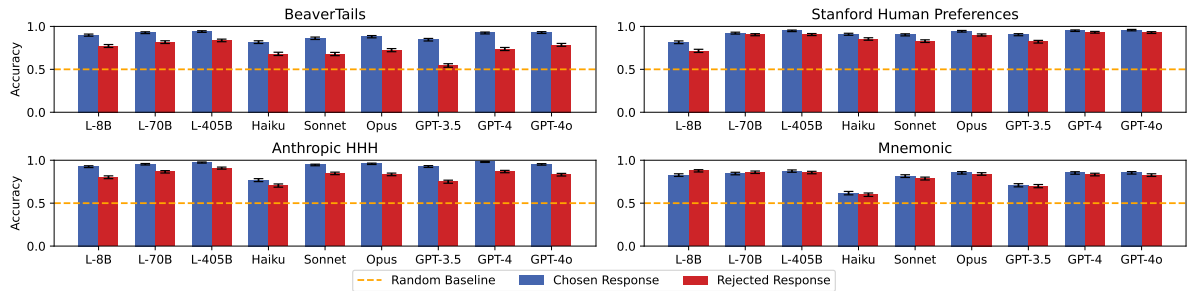 BeaverTails
Accuracy
1.0
0.5
0.0
L-8B L-70B L-405B Haiku Sonnet Opus GPT-3.5 GPT-4 GPT-4o
Stanford Human Preferences
1.0
0.5
0.0
L-8B L-70B L-405B Haiku Sonnet Opus GPT-3.5 GPT-4 GPT-4o
Anthropic HHH
Accuracy
1.0
0.5
0.0
L-8B L-70B L-405B Haiku Sonnet Opus GPT-3.5 GPT-4 GPT-4o
Mnemonic
1.0
0.5
0.0
L-8B L-70B L-405B Haiku Sonnet Opus GPT-3.5 GPT-4 GPT-4o
Random Baseline Chosen Response Rejected Response